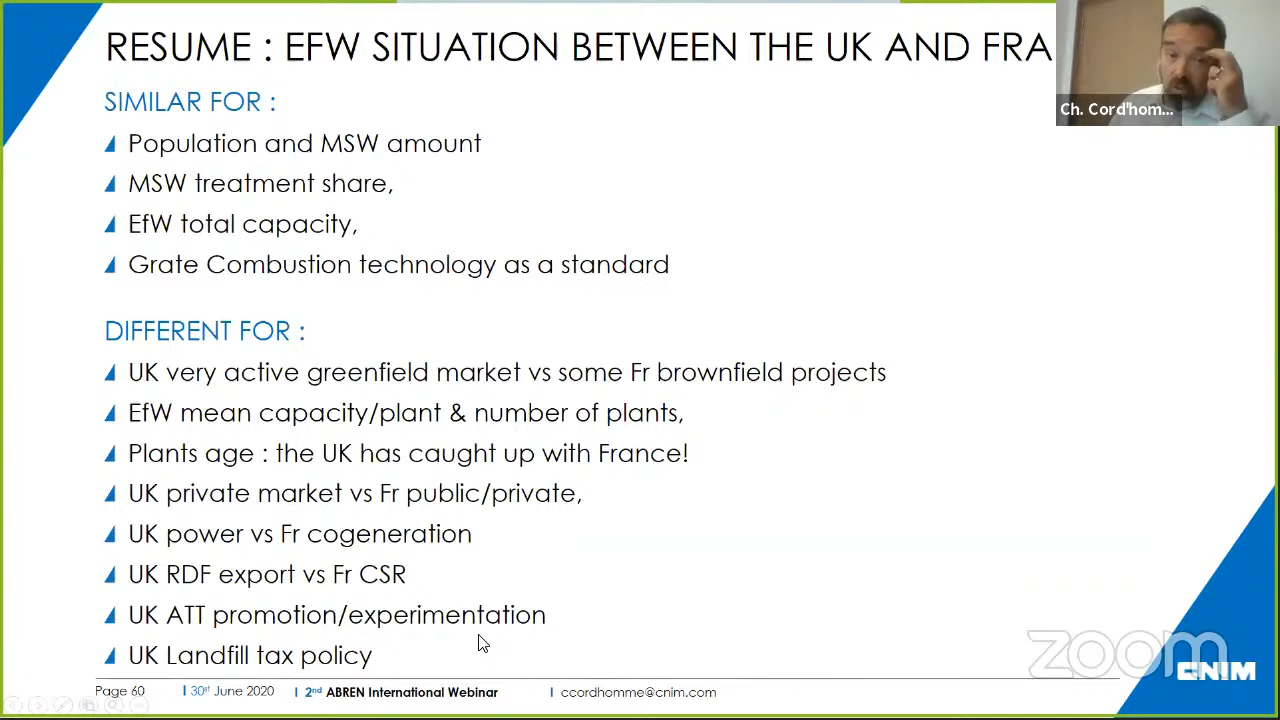 RESUME : EFW SITUATION BETWEEN THE UK AND FRA
Ch. Cord'hom...
SIMILAR FOR :
Population and MSW amount
MSW treatment share,
EfW total capacity,
Grate Combustion technology as a standard
DIFFERENT FOR :
UK very active greenfield market vs some Fr brownfield projects
EfW mean capacity/plant & number of plants,
Plants age : the UK has caught up with France!
UK private market vs Fr public/private,
UK power vs Fr cogeneration
UK RDF export vs Fr CSR
UK ATT promotion/experimentation
UK Landfill tax policy
zoom
CNIM
Page 60 30st June 2020 2nd ABREN International Webinar ccordhomme@cnim.com